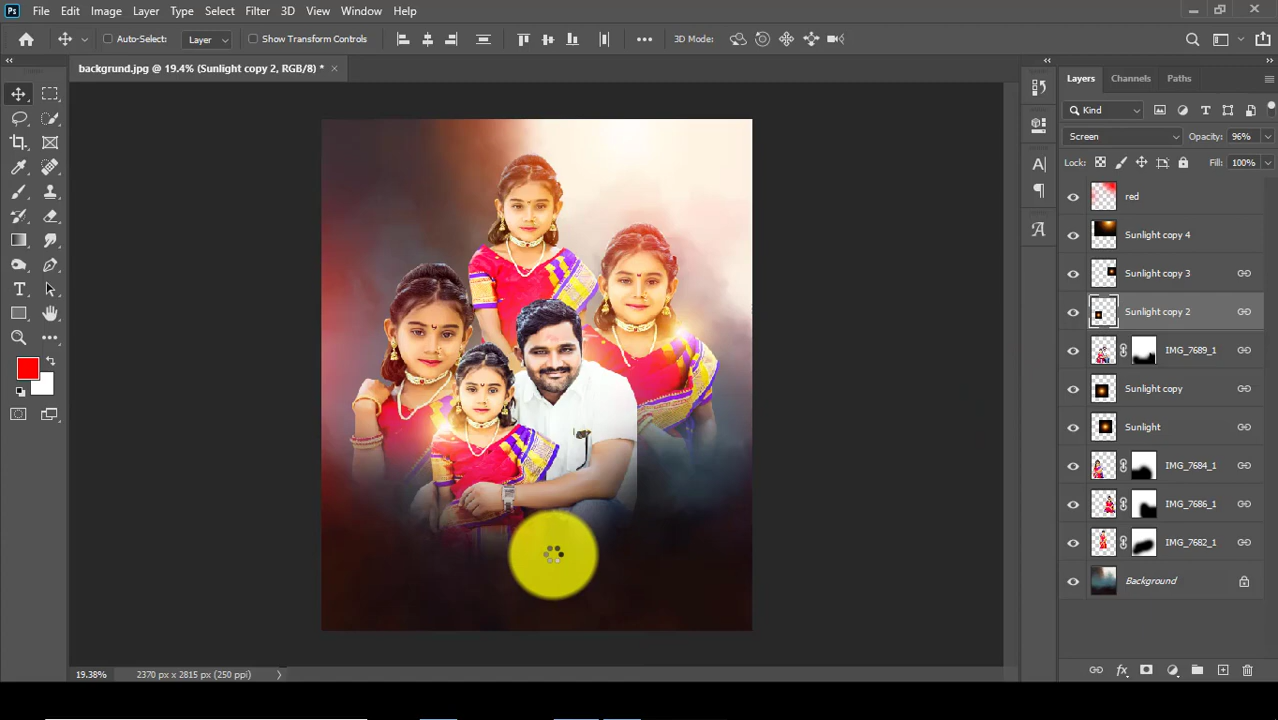 Ps File Edit Image Layer Type Select Filter 3D View Window Help
Auto-Select: Layer Show Transform Controls 3D Mode:
backgrund.jpg @ 19.4% (Sunlight copy 2, RGB/8) *
Layers Channels Paths
Kind
Screen Opacity: 96%
Lock: Fill: 100%
red
Sunlight copy 4
Sunlight copy 3
Sunlight copy 2
IMG_7689_1
Sunlight copy
Sunlight
IMG_7684_1
IMG_7686_1
IMG_7682_1
Background
19.38% 2370 px x 2815 px (250 ppi)